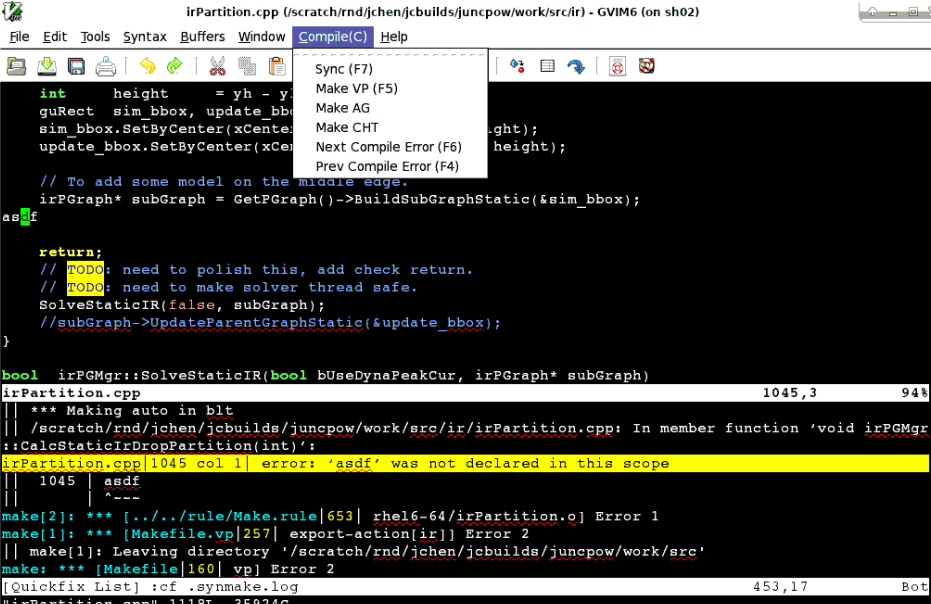 irPartition.cpp (/scratch/rnd/jchen/jcbuilds/juncpow/work/src/ir) - GVIM6 (on sh02)
File Edit Tools Syntax Buffers Window Compile(C) Help
Sync (F7)
Make VP (F5)
Make AG
Make CHT
Next Compile Error (F6)
Prev Compile Error (F4)
int height = yh -
guRect sim_bbox,
sim_bbox.SetByCenter( ght);
update_bbox.SetByCenter( height);
// To add some model on the middle edge.
irPGraph* subGraph = GetPGraph()->BuildSubGraphStatic(&sim_bbox);
asdf
return;
// TODO: need to polish this, add check return.
// TODO: need to make solver thread safe.
SolveStaticIR(false, subGraph);
//subGraph->UpdateParentGraphStatic(&update_bbox);
}
bool irPGMgr::SolveStaticIR(bool bUseDynaPeakCur, irPGraph* subGraph)
irPartition.cpp 1045,3 94%
|| *** Making auto in blt
|| /scratch/rnd/jchen/jcbuilds/juncpow/work/src/ir/irPartition.cpp: In member function ‘void irPGMgr
::CalcStaticIrDropPartition(int)’:
irPartition.cpp|1045 col 1| error: ‘asdf’ was not declared in this scope
|| 1045 | asdf
|| | ^~~~
make[2]: *** [../../rule/Make.rule|653| rhel6-64/irPartition.o] Error 1
make[1]: *** [Makefile.vp|257| export-action[ir]] Error 2
|| make[1]: Leaving directory '/scratch/rnd/jchen/jcbuilds/juncpow/work/src'
make: *** [Makefile|160| vp] Error 2
[Quickfix List] :cf .synmake.log 453,17 Bot
"irPartition.cpp" 1118L, 35924C